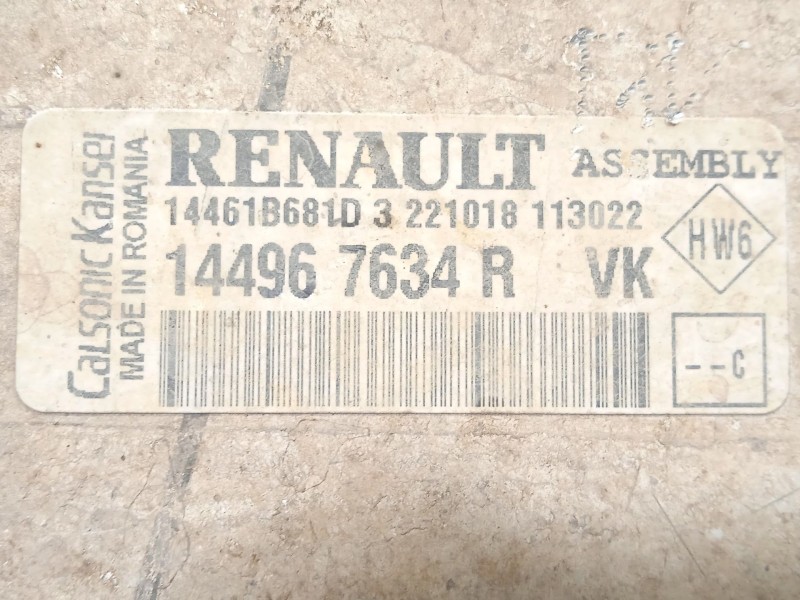 Calsonic Kansei
MADE IN ROMANIA
RENAULT ASSEMBLY
14461B681D 3 221018 113022
14496 7634 R VK
HW6
--C